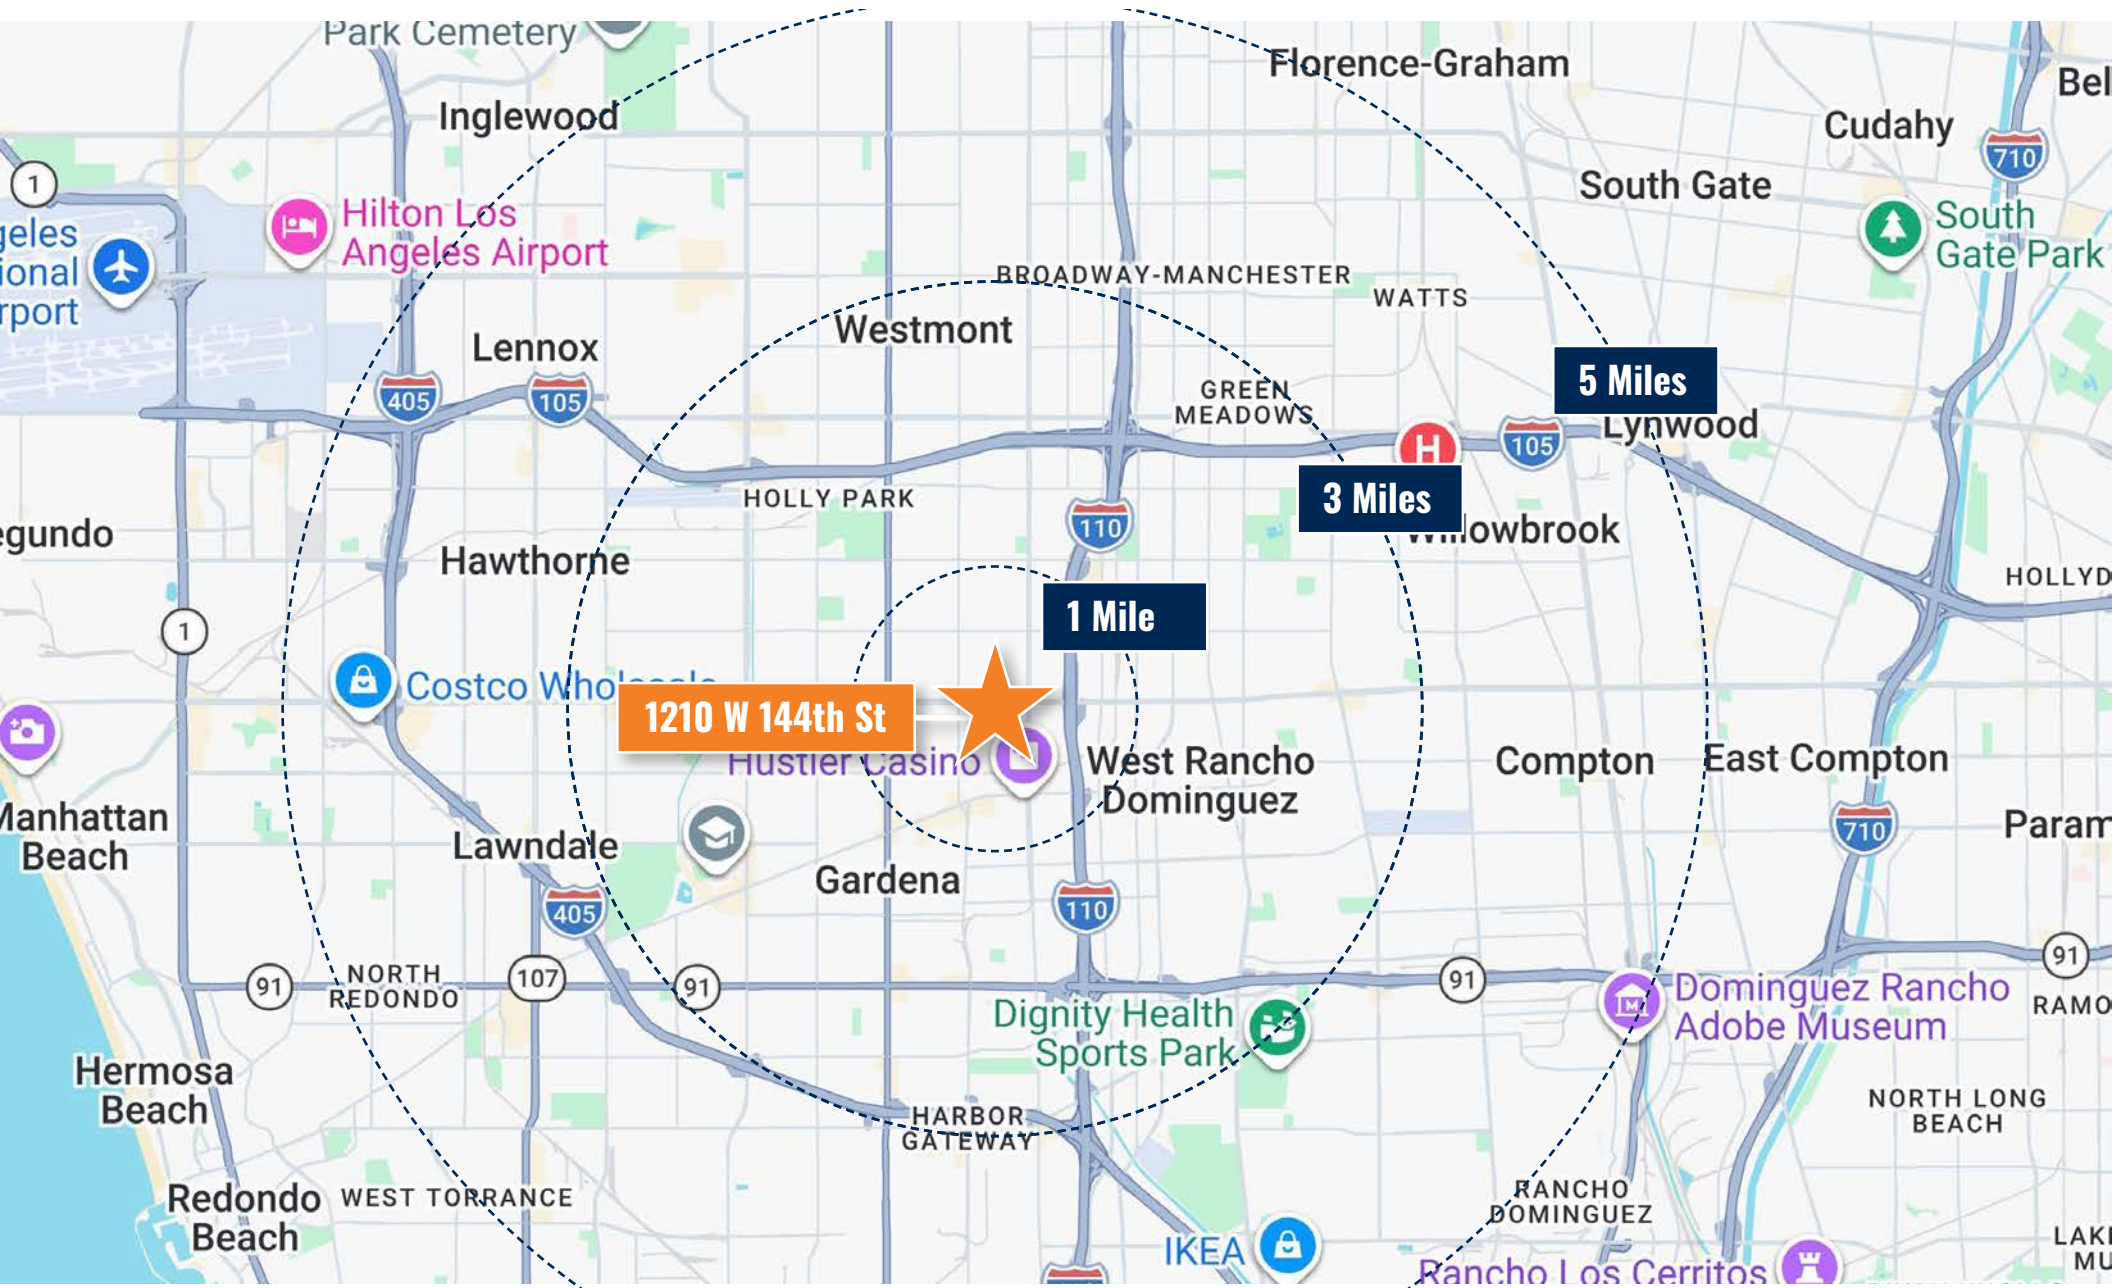 Park Cemetery
Florence-Graham
Bel
Inglewood
Cudahy
710
1
South Gate
Hilton Los
Angeles Airport
South
Gate Park
geles
ional
rport
BROADWAY-MANCHESTER
WATTS
Westmont
Lennox
5 Miles
405
105
GREEN
MEADOWS
Lynwood
105
3 Miles
HOLLY PARK
110
egundo
lowbrook
Hawthorne
HOLLYD
1 Mile
1
Costco Wholesale
1210 W 144th St
Hustler Casino
West Rancho
Dominguez
Compton
East Compton
Manhattan
Beach
710
Param
Lawndale
Gardena
405
110
91
NORTH
REDONDO
107
91
91
91
Dignity Health
Sports Park
Dominguez Rancho
Adobe Museum
RAMO
Hermosa
Beach
HARBOR
GATEWAY
NORTH LONG
BEACH
Redondo
Beach
WEST TORRANCE
RANCHO
DOMINGUEZ
IKEA
LAKE
MU
Rancho Los Cerritos